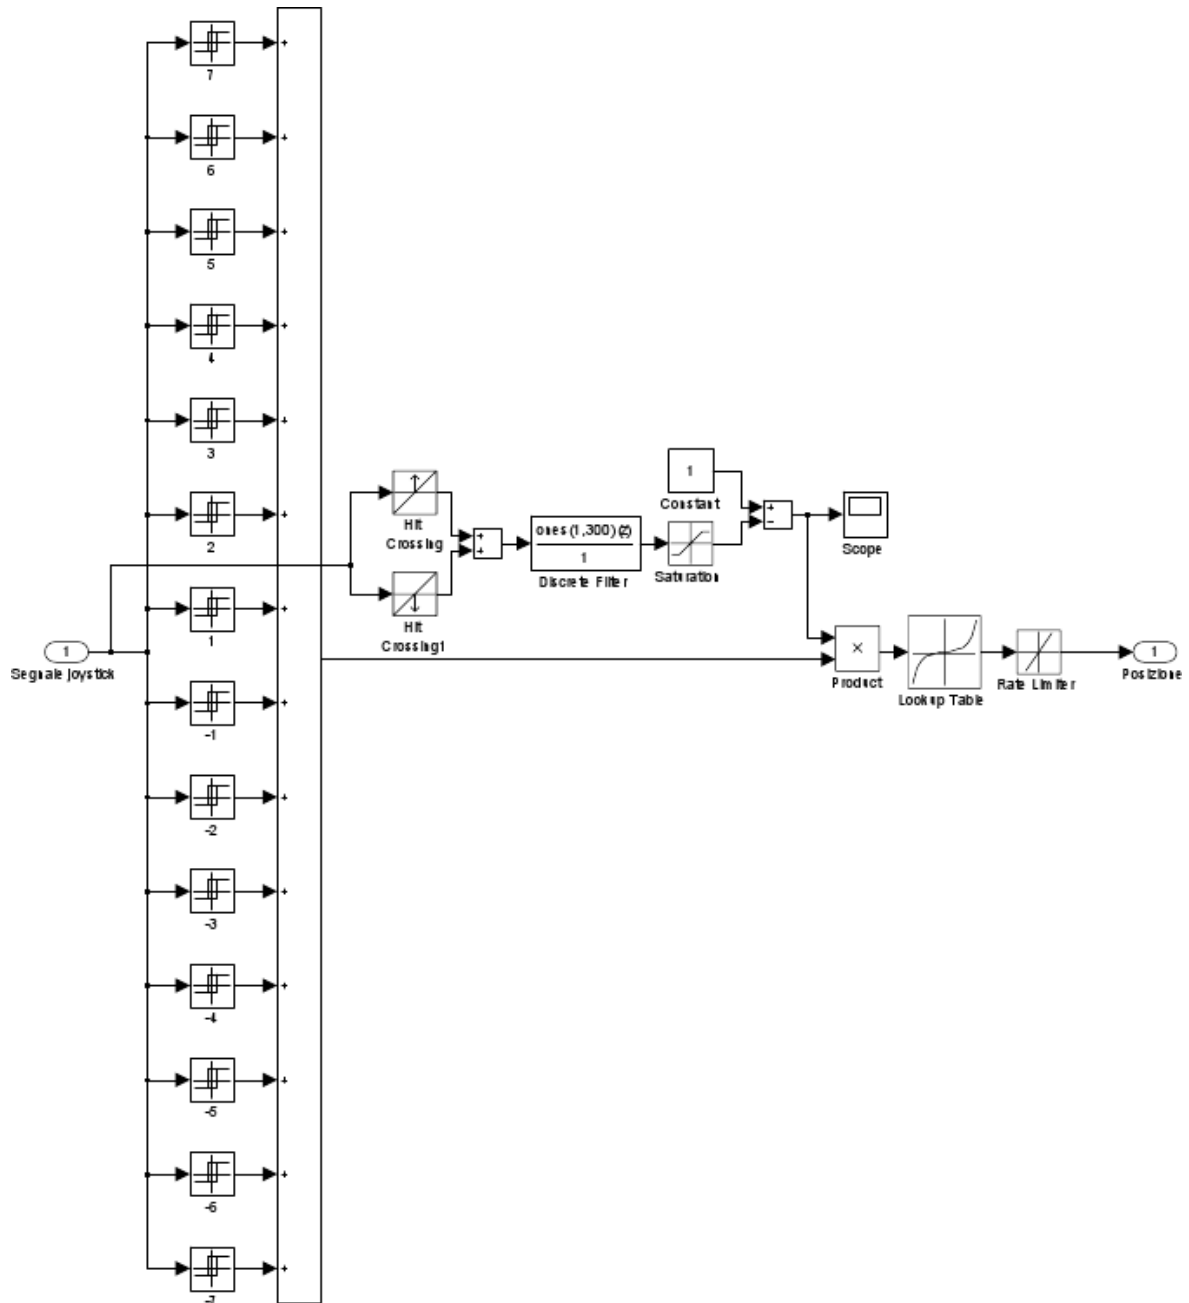 7
+
6
+
5
+
4
+
3
+
2
+
1
+
-1
+
-2
+
-3
+
-4
+
-5
+
-6
+
-7
+
1
Segnale joystick
Hit
Crossing
Hit
Crossing1
+
+
ones(1,300)(z)
1
Discrete Filter
Saturation
1
Constant
+
−
Scope
×
Product
Lookup Table
Rate Limiter
1
Posizione